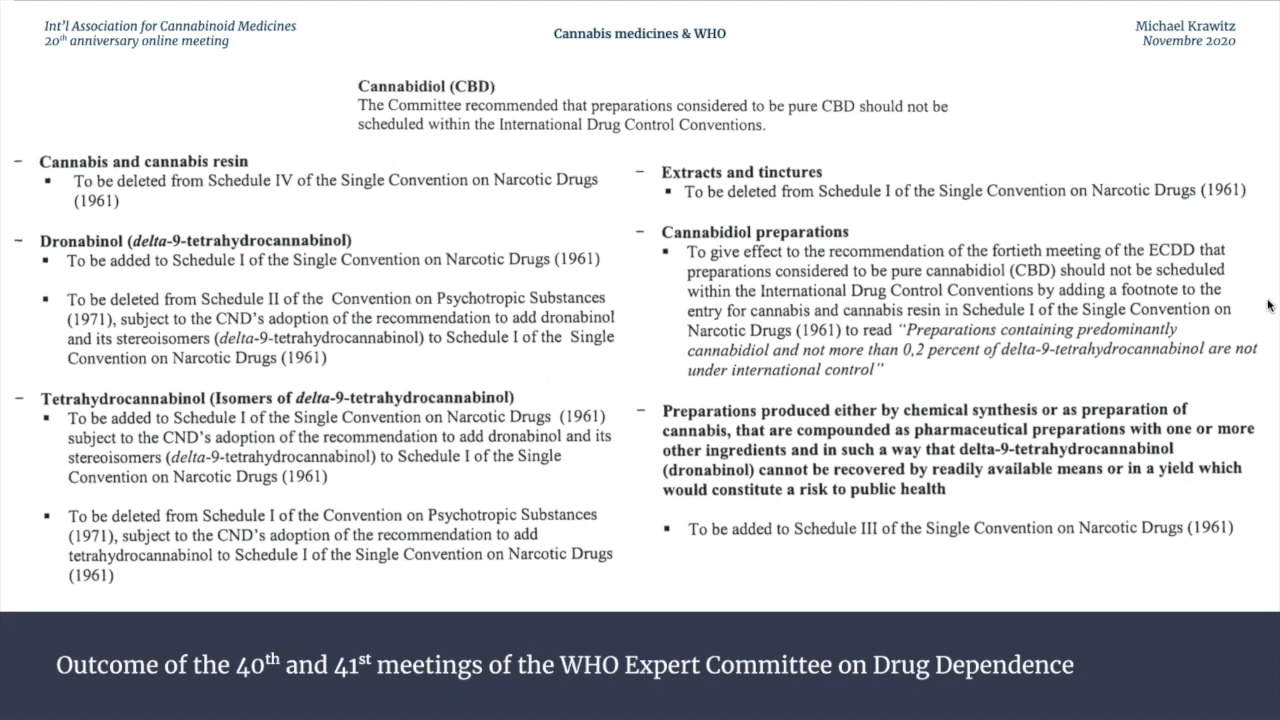 Int'l Association for Cannabinoid Medicines
20th anniversary online meeting
Cannabis medicines & WHO
Michael Krawitz
Novembre 2020
Cannabidiol (CBD)
The Committee recommended that preparations considered to be pure CBD should not be
scheduled within the International Drug Control Conventions.
– Cannabis and cannabis resin
▪ To be deleted from Schedule IV of the Single Convention on Narcotic Drugs
(1961)
– Dronabinol (delta-9-tetrahydrocannabinol)
▪ To be added to Schedule I of the Single Convention on Narcotic Drugs (1961)
▪ To be deleted from Schedule II of the Convention on Psychotropic Substances
(1971), subject to the CND's adoption of the recommendation to add dronabinol
and its stereoisomers (delta-9-tetrahydrocannabinol) to Schedule I of the Single
Convention on Narcotic Drugs (1961)
– Tetrahydrocannabinol (Isomers of delta-9-tetrahydrocannabinol)
▪ To be added to Schedule I of the Single Convention on Narcotic Drugs (1961)
subject to the CND's adoption of the recommendation to add dronabinol and its
stereoisomers (delta-9-tetrahydrocannabinol) to Schedule I of the Single
Convention on Narcotic Drugs (1961)
▪ To be deleted from Schedule I of the Convention on Psychotropic Substances
(1971), subject to the CND's adoption of the recommendation to add
tetrahydrocannabinol to Schedule I of the Single Convention on Narcotic Drugs
(1961)
– Extracts and tinctures
▪ To be deleted from Schedule I of the Single Convention on Narcotic Drugs (1961)
– Cannabidiol preparations
▪ To give effect to the recommendation of the fortieth meeting of the ECDD that
preparations considered to be pure cannabidiol (CBD) should not be scheduled
within the International Drug Control Conventions by adding a footnote to the
entry for cannabis and cannabis resin in Schedule I of the Single Convention on
Narcotic Drugs (1961) to read "Preparations containing predominantly
cannabidiol and not more than 0,2 percent of delta-9-tetrahydrocannabinol are not
under international control"
– Preparations produced either by chemical synthesis or as preparation of
cannabis, that are compounded as pharmaceutical preparations with one or more
other ingredients and in such a way that delta-9-tetrahydrocannabinol
(dronabinol) cannot be recovered by readily available means or in a yield which
would constitute a risk to public health
▪ To be added to Schedule III of the Single Convention on Narcotic Drugs (1961)
Outcome of the 40th and 41st meetings of the WHO Expert Committee on Drug Dependence